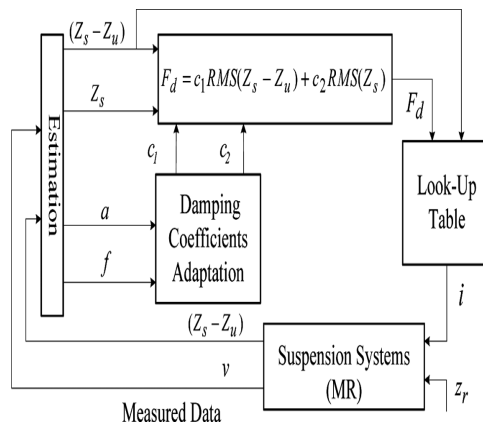 (Z_s − Z_u)
F_d = c_1 RMS(Z_s − Z_u) + c_2 RMS(Z_s)
Z_s
F_d
Estimation
c_1
c_2
Look-Up
Table
a
Damping
Coefficients
Adaptation
f
i
(Z_s − Z_u)
Suspension Systems
(MR)
v
z_r
Measured Data